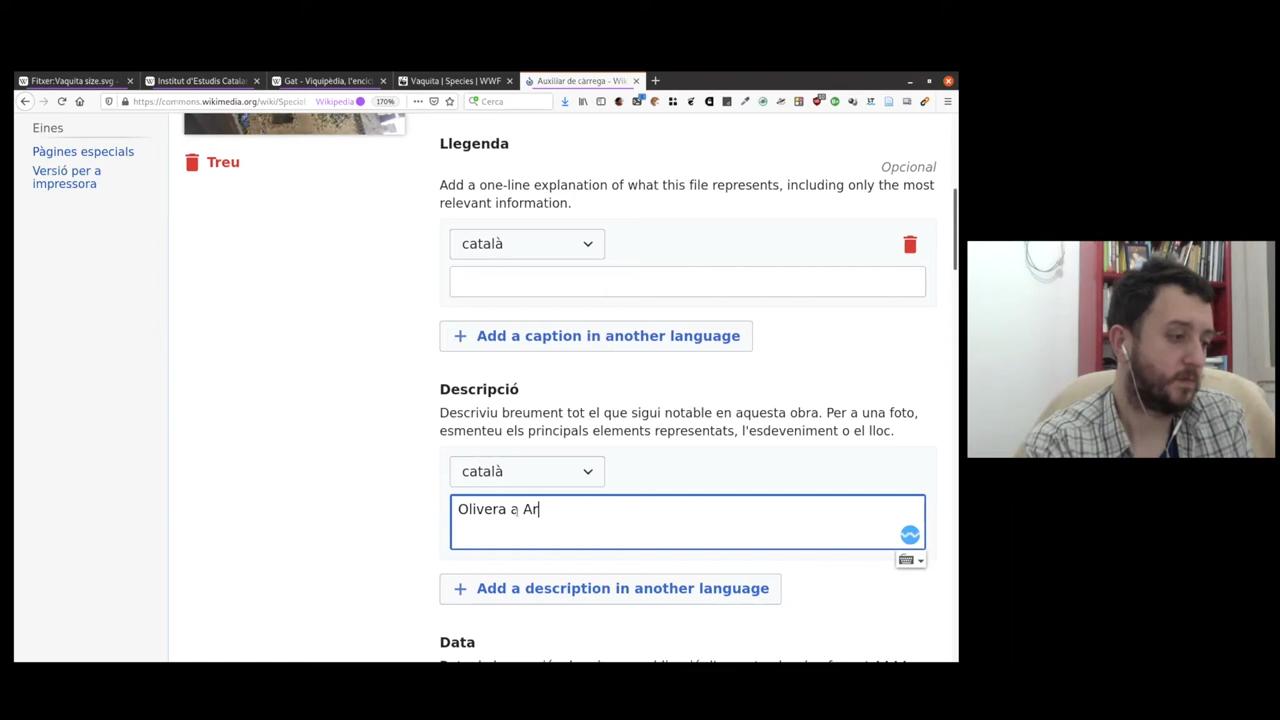 Fitxer:Vaquita size.svg -
Institut d'Estudis Catala
Gat - Viquipèdia, l'encic
Vaquita | Species | WWF
Auxiliar de càrrega - Wik
https://commons.wikimedia.org/wiki/Special
Wikipedia
170%
Cerca
Eines
Pàgines especials
Versió per a
impressora
Treu
Llegenda
Opcional
Add a one-line explanation of what this file represents, including only the most
relevant information.
català
Add a caption in another language
Descripció
Descriviu breument tot el que sigui notable en aquesta obra. Per a una foto,
esmenteu els principals elements representats, l'esdeveniment o el lloc.
català
Olivera a Ar
Add a description in another language
Data